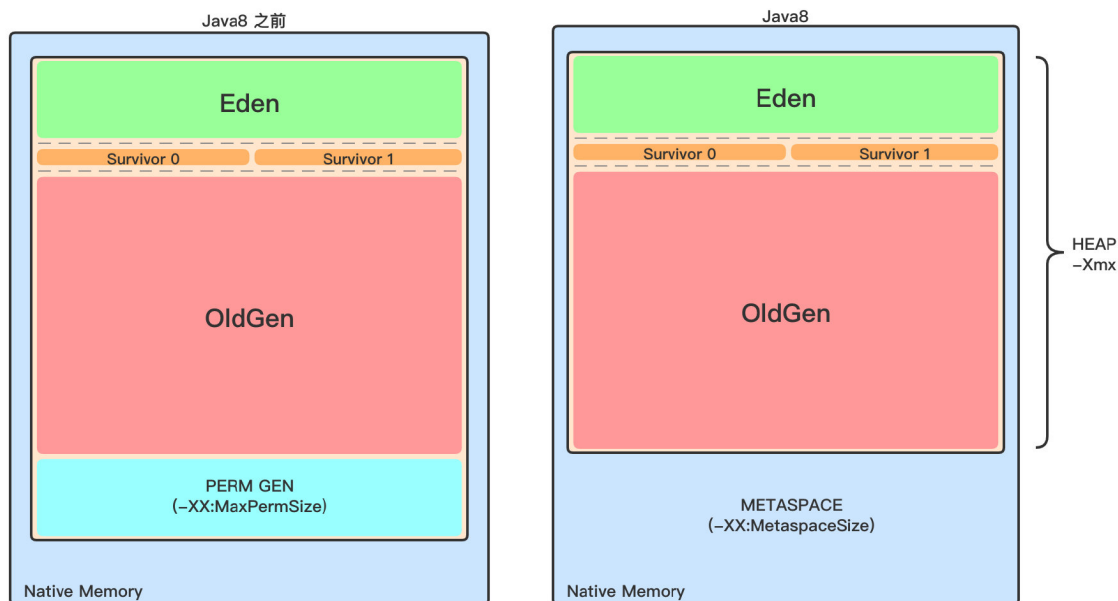 Java8 之前
Eden
Survivor 0
Survivor 1
OldGen
PERM GEN
(-XX:MaxPermSize)
Native Memory
Java8
Eden
Survivor 0
Survivor 1
OldGen
HEAP
-Xmx
METASPACE
(-XX:MetaspaceSize)
Native Memory